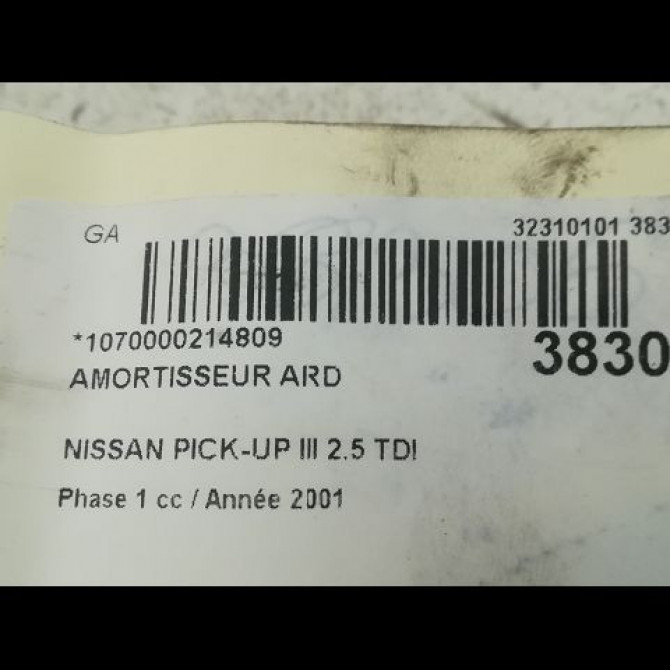 GA
32310101 383
*1070000214809
3830
AMORTISSEUR ARD
NISSAN PICK-UP III 2.5 TDI
Phase 1 cc / Année 2001